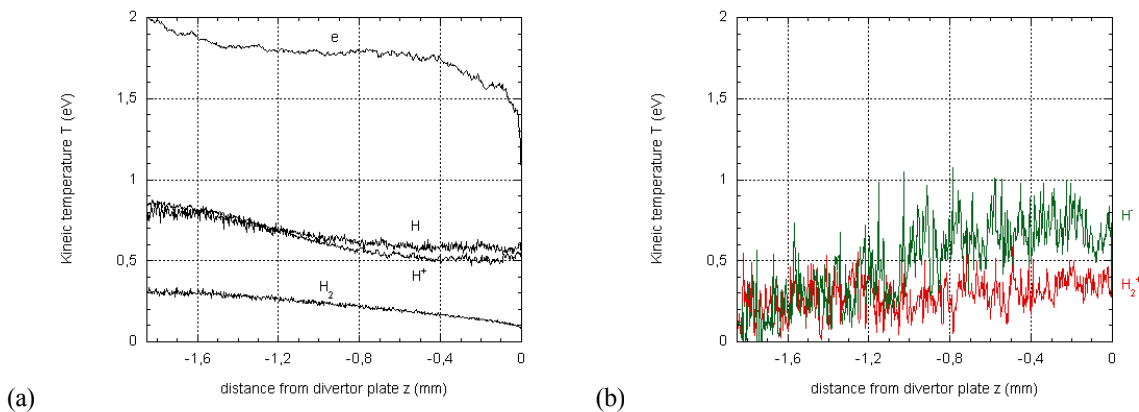 2
1,5
1
0,5
0
Kineic temperature T (eV)
e
H
H+
H2
-1,6
-1,2
-0,8
-0,4
0
distance from divertor plate z (mm)
(a)
2
1,5
1
0,5
0
Kineic temperature T (eV)
H-
H2+
-1,6
-1,2
-0,8
-0,4
0
distance from divertor plate z (mm)
(b)